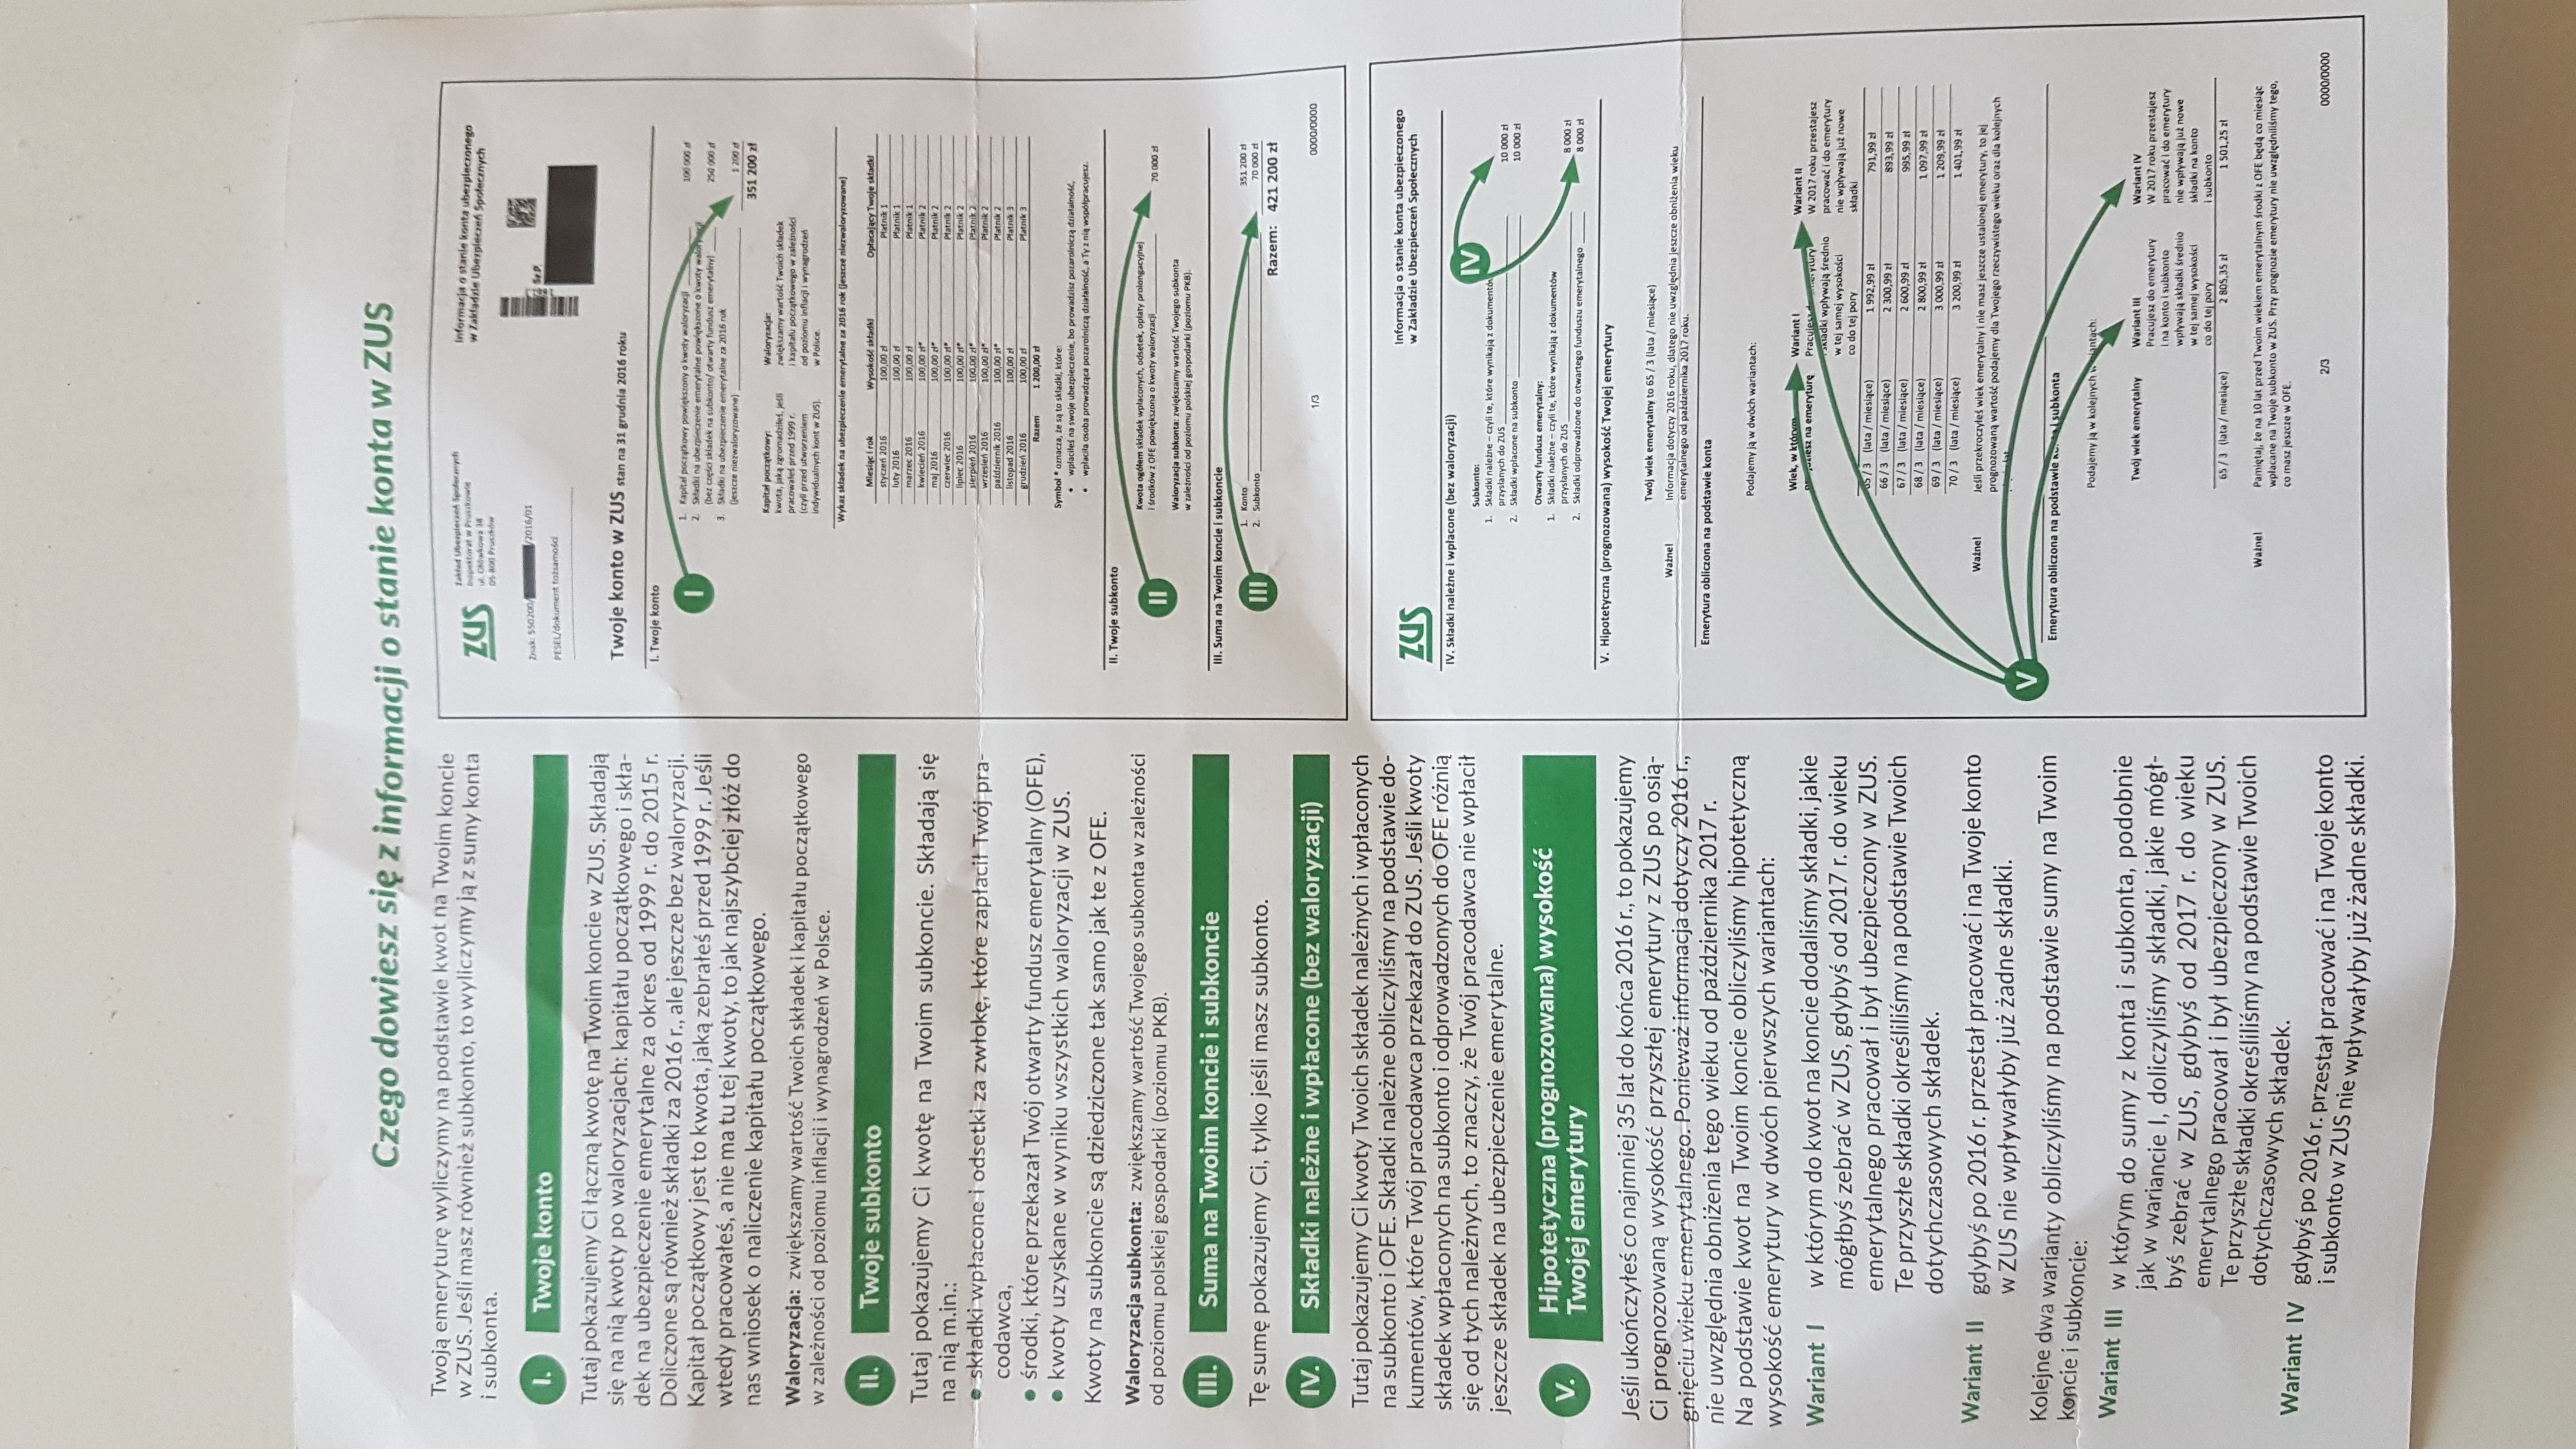 Czego dowiesz się z informacji o stanie konta w ZUS
Twoją emeryturę wyliczymy na podstawie kwot na Twoim koncie
w ZUS. Jeśli masz również subkonto, to wyliczymy ją z sumy konta
i subkonta.
I. Twoje konto
Tutaj pokazujemy Ci łączną kwotę na Twoim koncie w ZUS. Składają
się na nią kwoty po waloryzacjach: kapitału początkowego i skła-
dek na ubezpieczenie emerytalne za okres od 1999 r. do 2015 r.
Doliczone są również składki za 2016 r., ale jeszcze bez waloryzacji.
Kapitał początkowy jest to kwota, jaką zebrałeś przed 1999 r. Jeśli
wtedy pracowałeś, a nie ma tu tej kwoty, to jak najszybciej złóż do
nas wniosek o naliczenie kapitału początkowego.
Waloryzacja: zwiększamy wartość Twoich składek i kapitału początkowego
w zależności od poziomu inflacji i wynagrodzeń w Polsce.
II. Twoje subkonto
Tutaj pokazujemy Ci kwotę na Twoim subkoncie. Składają się
na nią m.in.:
• składki wpłacone i odsetki za zwłokę, które zapłacił Twój pra-
codawca,
• środki, które przekazał Twój otwarty fundusz emerytalny (OFE),
• kwoty uzyskane w wyniku wszystkich waloryzacji w ZUS.
Kwoty na subkoncie są dziedziczone tak samo jak te z OFE.
Waloryzacja subkonta: zwiększamy wartość Twojego subkonta w zależności
od poziomu polskiej gospodarki (poziomu PKB).
III. Suma na Twoim koncie i subkoncie
Tę sumę pokazujemy Ci, tylko jeśli masz subkonto.
IV. Składki należne i wpłacone (bez waloryzacji)
Tutaj pokazujemy Ci kwoty Twoich składek należnych i wpłaconych
na subkonto i OFE. Składki należne obliczyliśmy na podstawie do-
kumentów, które Twój pracodawca przekazał do ZUS. Jeśli kwoty
składek wpłaconych na subkonto i odprowadzonych do OFE różnią
się od tych należnych, to znaczy, że Twój pracodawca nie wpłacił
jeszcze składek na ubezpieczenie emerytalne.
V. Hipotetyczna (prognozowana) wysokość
Twojej emerytury
Jeśli ukończyłeś co najmniej 35 lat do końca 2016 r., to pokazujemy
Ci prognozowaną wysokość przyszłej emerytury z ZUS po osią-
gnięciu wieku emerytalnego. Ponieważ informacja dotyczy 2016 r.,
nie uwzględnia obniżenia tego wieku od października 2017 r.
Na podstawie kwot na Twoim koncie obliczyliśmy hipotetyczną
wysokość emerytury w dwóch pierwszych wariantach:
Wariant I w którym do kwot na koncie dodaliśmy składki, jakie
mógłbyś zebrać w ZUS, gdybyś od 2017 r. do wieku
emerytalnego pracował i był ubezpieczony w ZUS.
Te przyszłe składki określiliśmy na podstawie Twoich
dotychczasowych składek.
Wariant II gdybyś po 2016 r. przestał pracować i na Twoje konto
w ZUS nie wpływałyby już żadne składki.
Kolejne dwa warianty obliczyliśmy na podstawie sumy na Twoim
koncie i subkoncie:
Wariant III w którym do sumy z konta i subkonta, podobnie
jak w wariancie I, doliczyliśmy składki, jakie mógł-
byś zebrać w ZUS, gdybyś od 2017 r. do wieku
emerytalnego pracował i był ubezpieczony w ZUS.
Te przyszłe składki określiliśmy na podstawie Twoich
dotychczasowych składek.
Wariant IV gdybyś po 2016 r. przestał pracować i na Twoje konto
i subkonto w ZUS nie wpływałyby już żadne składki.
ZUS
Zakład Ubezpieczeń Społecznych
Inspektorat w Pruszkowie
ul. Ołówkowa
05-800 Pruszków
Informacja o stanie konta ubezpieczonego
w Zakładzie Ubezpieczeń Społecznych
Znak: 550200/ /2016/01
PESEL/dokument tożsamości
Sz.P.
Twoje konto w ZUS stan na 31 grudnia 2016 roku
I. Twoje konto
I
1. Kapitał początkowy powiększony o kwoty waloryzacji 100 000 zł
2. Składki na ubezpieczenie emerytalne powiększone o kwoty waloryzacji
(bez części składek na subkonto/ otwarty fundusz emerytalny) 250 000 zł
3. Składki na ubezpieczenie emerytalne za 2016 rok
(jeszcze niezwaloryzowane) 1 200 zł
351 200 zł
Kapitał początkowy:
kwota, jaką zgromadziłeś, jeśli
pracowałeś przed 1999 r.
(czyli przed utworzeniem
indywidualnych kont w ZUS).
Waloryzacja:
zwiększamy wartość Twoich składek
i kapitału początkowego w zależności
od poziomu inflacji i wynagrodzeń
w Polsce.
Wykaz składek na ubezpieczenie emerytalne za 2016 rok (jeszcze niezwaloryzowane)
Miesiąc i rok Wysokość składki Opłacający Twoje składki
styczeń 2016 100,00 zł Płatnik 1
luty 2016 100,00 zł Płatnik 1
marzec 2016 100,00 zł Płatnik 1
kwiecień 2016 100,00 zł* Płatnik 2
maj 2016 100,00 zł* Płatnik 2
czerwiec 2016 100,00 zł* Płatnik 2
lipiec 2016 100,00 zł* Płatnik 2
sierpień 2016 100,00 zł* Płatnik 2
wrzesień 2016 100,00 zł* Płatnik 2
październik 2016 100,00 zł* Płatnik 2
listopad 2016 100,00 zł Płatnik 3
grudzień 2016 100,00 zł Płatnik 3
Razem 1 200,00 zł
Symbol * oznacza, że są to składki, które:
• wpłaciłeś na swoje ubezpieczenie, bo prowadzisz pozarolniczą działalność,
• wpłaciła osoba prowadząca pozarolniczą działalność, a Ty z nią współpracujesz.
II. Twoje subkonto
II
Kwota ogółem składek wpłaconych, odsetek, opłaty prolongacyjnej
i środków z OFE powiększona o kwoty waloryzacji 70 000 zł
Waloryzacja subkonta: zwiększamy wartość Twojego subkonta
w zależności od poziomu polskiej gospodarki (poziomu PKB).
III. Suma na Twoim koncie i subkoncie
III
1. Konto 351 200 zł
2. Subkonto 70 000 zł
Razem: 421 200 zł
1/3 0000/0000
ZUS
Informacja o stanie konta ubezpieczonego
w Zakładzie Ubezpieczeń Społecznych
IV. Składki należne i wpłacone (bez waloryzacji)
IV
Subkonto:
1. Składki należne – czyli te, które wynikają z dokumentów
przysłanych do ZUS 10 000 zł
2. Składki wpłacone na subkonto 10 000 zł
Otwarty fundusz emerytalny:
1. Składki należne – czyli te, które wynikają z dokumentów
przysłanych do ZUS 8 000 zł
2. Składki odprowadzone do otwartego funduszu emerytalnego 8 000 zł
V. Hipotetyczna (prognozowana) wysokość Twojej emerytury
Twój wiek emerytalny to 65 / 3 (lata / miesiące)
Ważne! Informacja dotyczy 2016 roku, dlatego nie uwzględnia jeszcze obniżenia wieku
emerytalnego od października 2017 roku.
Emerytura obliczona na podstawie konta
Podajemy ją w dwóch wariantach:
Wiek, w którym
na emeryturę
Wariant I
Pracujesz
składki wpływają średnio
w tej samej wysokości
co do tej pory
Wariant II
W 2017 roku przestajesz
pracować i do emerytury
nie wpływają już nowe
składki
65 / 3 (lata / miesiące) 1 992,99 zł 791,99 zł
66 / 3 (lata / miesiące) 2 300,99 zł 893,99 zł
67 / 3 (lata / miesiące) 2 600,99 zł 995,99 zł
68 / 3 (lata / miesiące) 2 800,99 zł 1 097,99 zł
69 / 3 (lata / miesiące) 3 000,99 zł 1 209,99 zł
70 / 3 (lata / miesiące) 3 200,99 zł 1 401,99 zł
Ważne! Jeśli przekroczyłeś wiek emerytalny i nie masz jeszcze ustalonej emerytury, to jej
prognozowaną wartość podajemy dla Twojego rzeczywistego wieku oraz dla kolejnych
V
Emerytura obliczona na podstawie konta i subkonta
Podajemy ją w kolejnych wariantach:
Twój wiek emerytalny
Wariant III
Pracujesz do emerytury
i na konto i subkonto
wpływają składki średnio
w tej samej wysokości
co do tej pory
Wariant IV
W 2017 roku przestajesz
pracować i do emerytury
nie wpływają już nowe
składki na konto
i subkonto
65 / 3 (lata / miesiące) 2 805,35 zł 1 501,25 zł
Ważne! Pamiętaj, że na 10 lat przed Twoim wiekiem emerytalnym środki z OFE będą co miesiąc
wpłacane na Twoje subkonto w ZUS. Przy prognozie emerytury nie uwzględniliśmy tego,
co masz jeszcze w OFE.
2/3 0000/0000